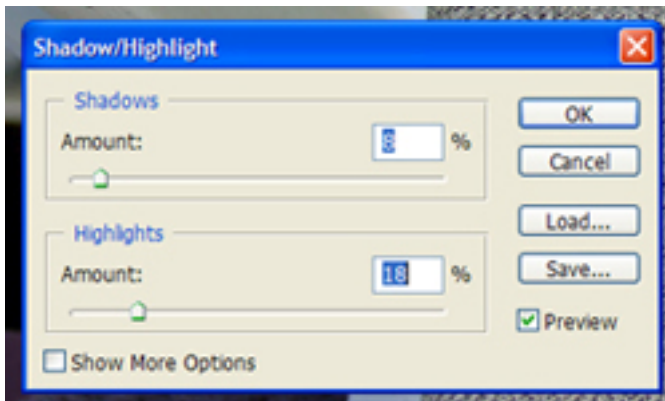 Shadow/Highlight
Shadows
Amount: 8 %
Highlights
Amount: 18 %
Show More Options
OK
Cancel
Load...
Save...
Preview